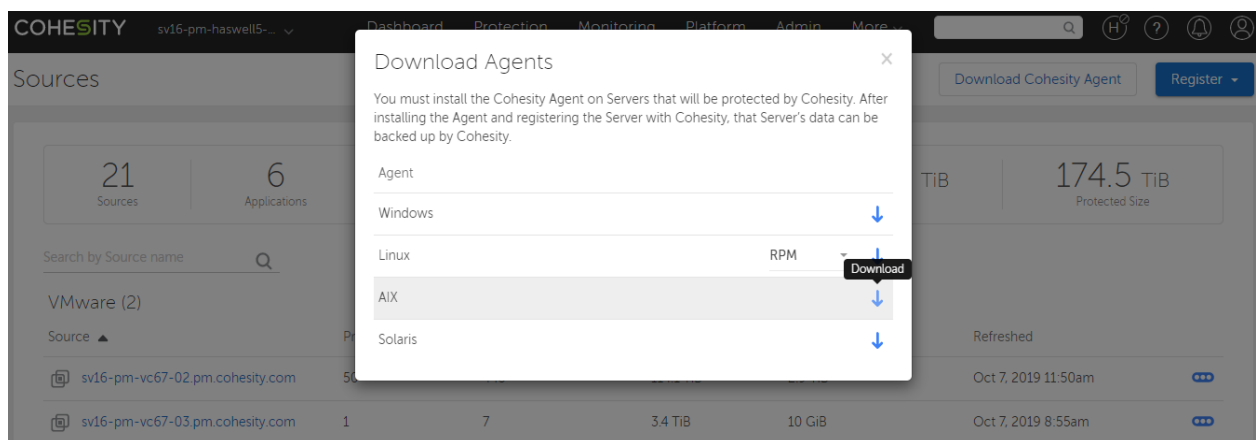 COHESITY sv16-pm-haswell5-...
Dashboard Protection Monitoring Platform Admin More
H ?
Sources
Download Cohesity Agent Register
Download Agents
You must install the Cohesity Agent on Servers that will be protected by Cohesity. After
installing the Agent and registering the Server with Cohesity, that Server's data can be
backed up by Cohesity.
21 Sources
6 Applications
TiB
174.5 TiB
Protected Size
Agent
Windows
Linux RPM
Download
AIX
Solaris
Search by Source name
VMware (2)
Source Refreshed
sv16-pm-vc67-02.pm.cohesity.com Oct 7, 2019 11:50am
sv16-pm-vc67-03.pm.cohesity.com 1 7 3.4 TiB 10 GiB Oct 7, 2019 8:55am